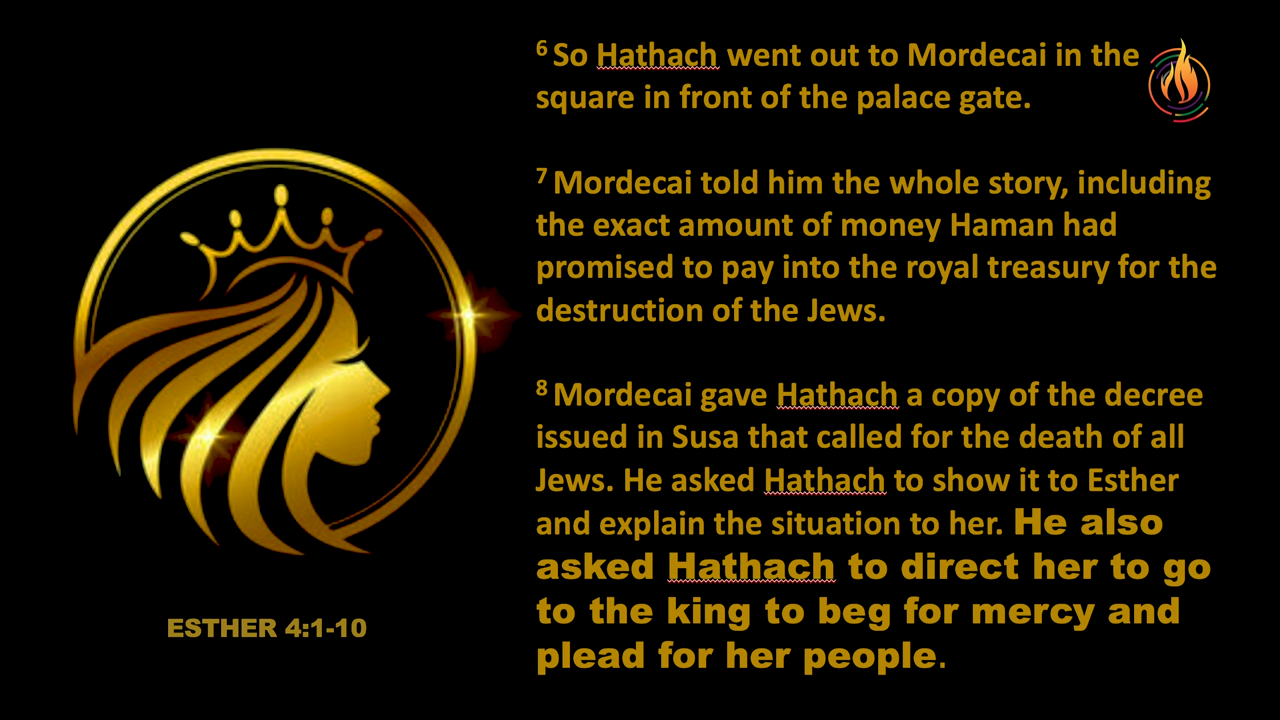 ⁶ So Hathach went out to Mordecai in the
square in front of the palace gate.
⁷ Mordecai told him the whole story, including
the exact amount of money Haman had
promised to pay into the royal treasury for the
destruction of the Jews.
⁸ Mordecai gave Hathach a copy of the decree
issued in Susa that called for the death of all
Jews. He asked Hathach to show it to Esther
and explain the situation to her. He also
asked Hathach to direct her to go
to the king to beg for mercy and
plead for her people.
ESTHER 4:1-10